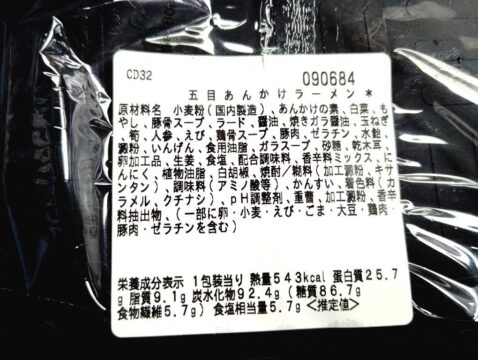 CD32
090684
五目あんかけラーメン*
原材料名 小麦粉(国内製造)、あんかけの素、白菜、も
やし、豚骨スープ、ラード、醤油、焼きガラ醤油、玉ねぎ
、筍、人参、えび、鶏骨スープ、豚肉、ゼラチン、水飴、
澱粉、いんげん、食用油脂、ガラスープ、砂糖、乾木耳、
卵加工品、生姜、食塩、配合調味料、香辛料ミックス、に
んにく、植物油脂、白胡椒、焼酎/糊料(加工澱粉、キサ
ンタン)、調味料(アミノ酸等)、かんすい、着色料(カ
ラメル、クチナシ)、pH調整剤、重曹、加工澱粉、香辛
料抽出物、(一部に卵・小麦・えび・ごま・大豆・鶏肉・
豚肉・ゼラチンを含む)
栄養成分表示 1包装当り 熱量543kcal 蛋白質25.7
g 脂質9.1g 炭水化物92.4g(糖質86.7g
食物繊維5.7g) 食塩相当量5.7g <推定値>